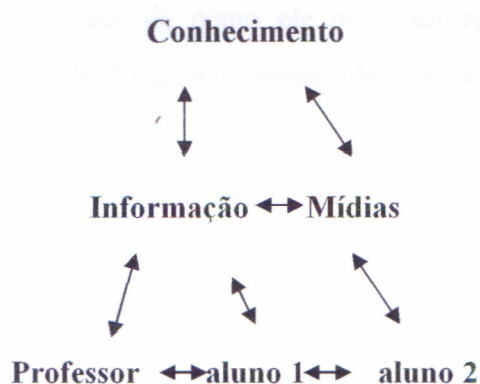 Conhecimento
Informação Mídias
Professor aluno 1 aluno 2